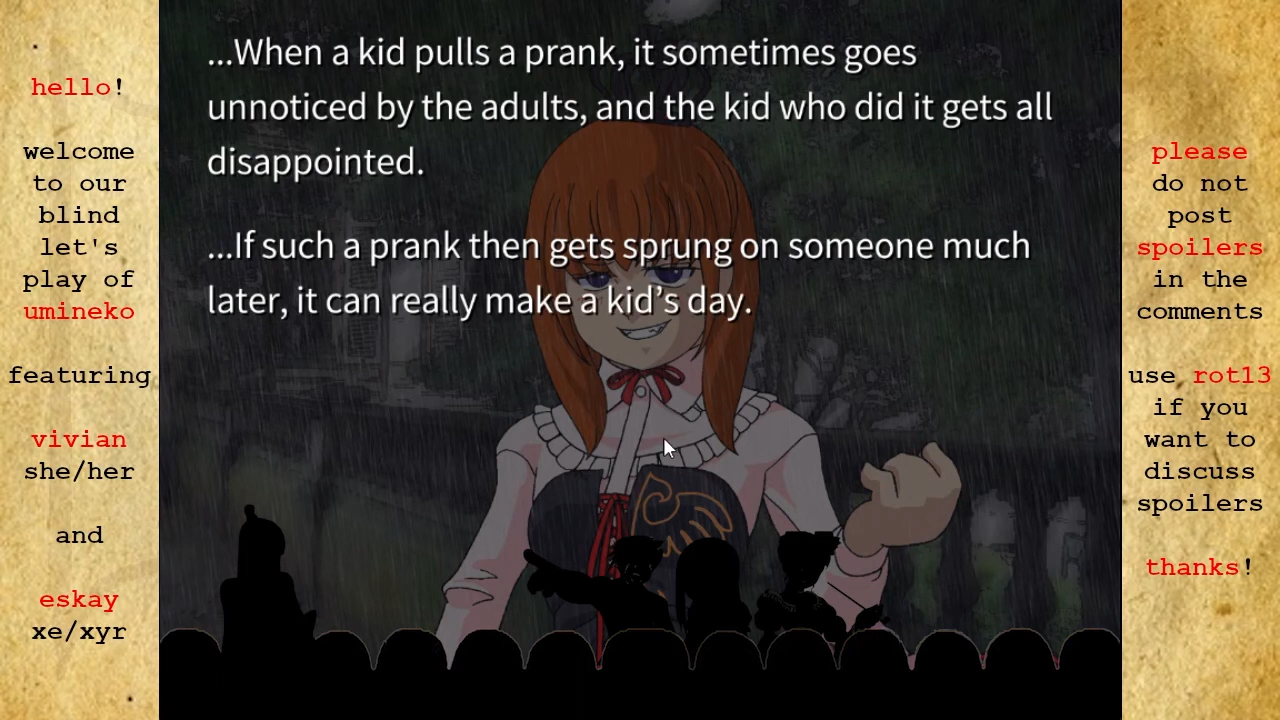 hello!
welcome
to our
blind
let's
play of
umineko
featuring
vivian
she/her
and
eskay
xe/xyr
...When a kid pulls a prank, it sometimes goes
unnoticed by the adults, and the kid who did it gets all
disappointed.
...If such a prank then gets sprung on someone much
later, it can really make a kid's day.
please
do not
post
spoilers
in the
comments
use rot13
if you
want to
discuss
spoilers
thanks!